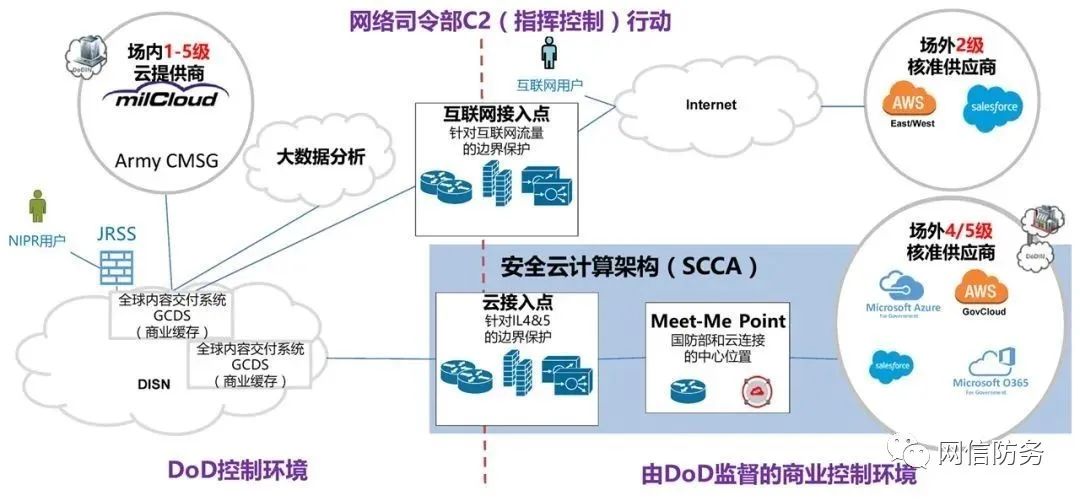 网络司令部C2（指挥控制）行动
DoDIN
场内1-5级
云提供商
milCloud
Army CMSG
互联网用户
Internet
场外2级
核准供应商
AWS
East/West
salesforce
大数据分析
互联网接入点
针对互联网流量
的边界保护
NIPR用户
JRSS
全球内容交付系统
GCDS
（商业缓存）
全球内容交付系统
GCDS
（商业缓存）
DISN
安全云计算架构（SCCA）
云接入点
针对IL4&5
的边界保护
Meet-Me Point
国防部和云连接
的中心位置
场外4/5级
核准供应商
DoDIN
Microsoft Azure
For Government
AWS
GovCloud
salesforce
Microsoft O365
For Government
网信防务
DoD控制环境
由DoD监督的商业控制环境